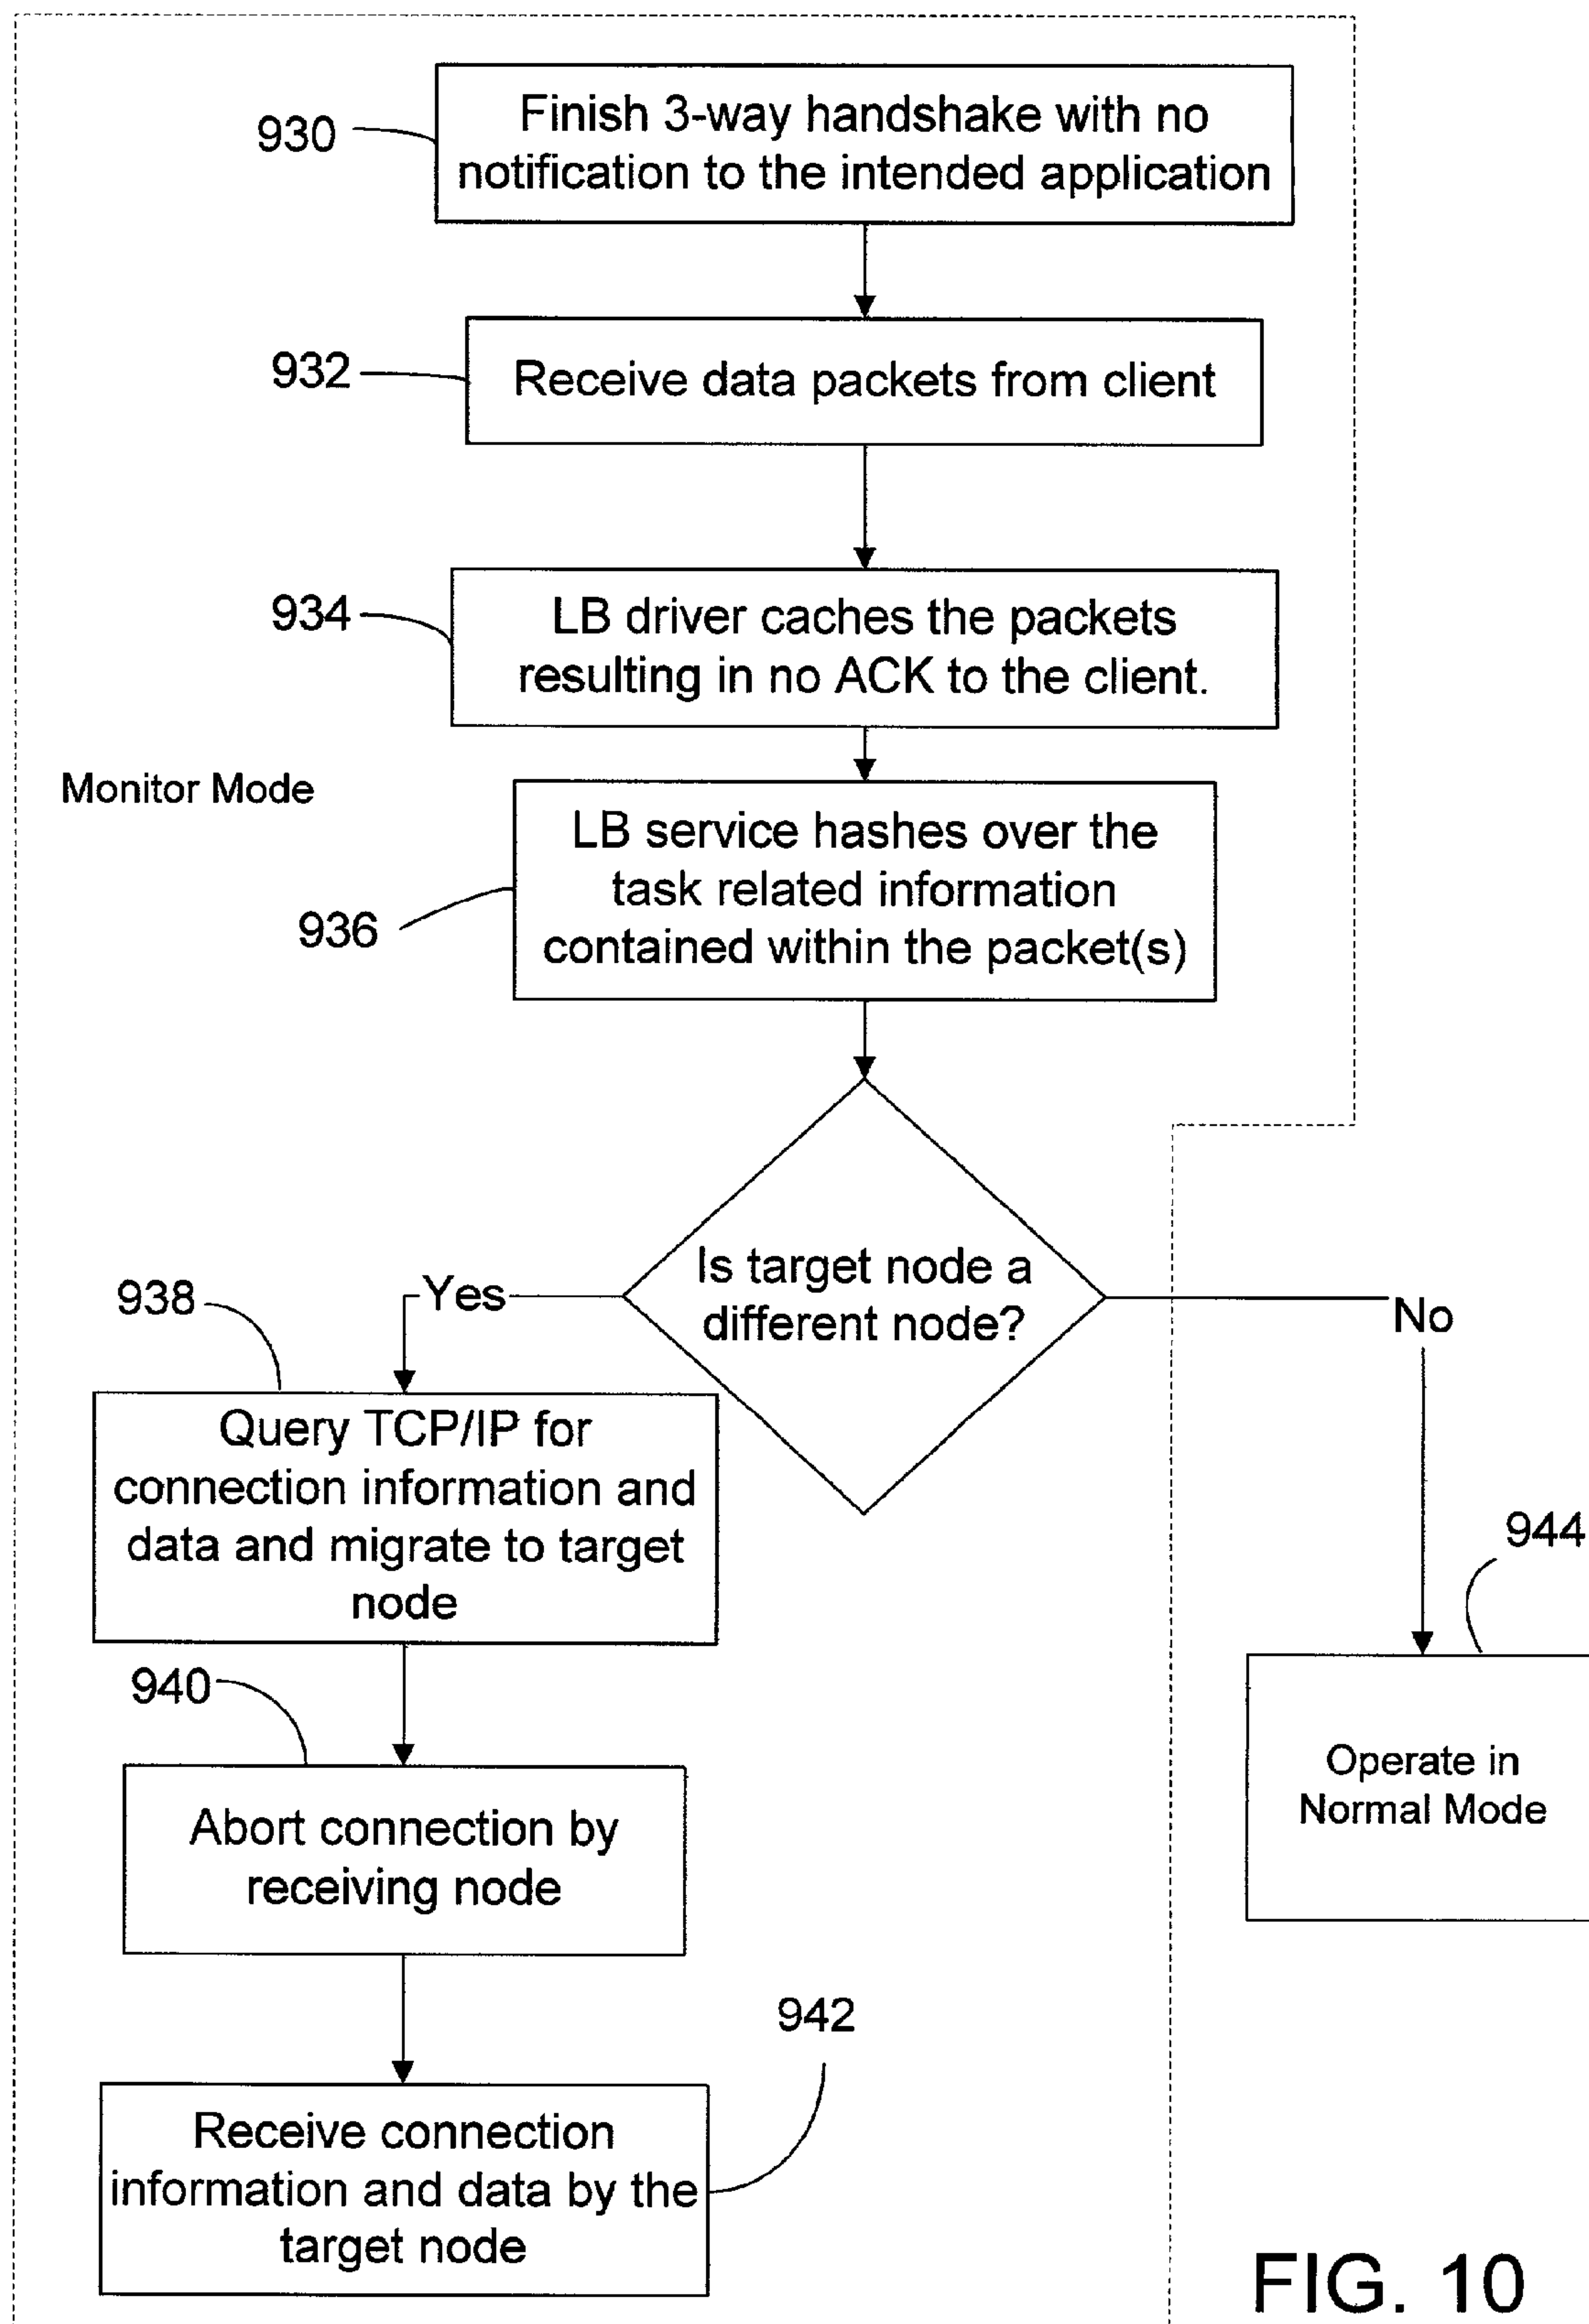 930
Finish 3-way handshake with no
notification to the intended application
932
Receive data packets from client
934
LB driver caches the packets
resulting in no ACK to the client.
Monitor Mode
936
LB service hashes over the
task related information
contained within the packet(s)
Is target node a
different node?
Yes
No
938
Query TCP/IP for
connection information and
data and migrate to target
node
944
Operate in
Normal Mode
940
Abort connection by
receiving node
942
Receive connection
information and data by the
target node
FIG. 10